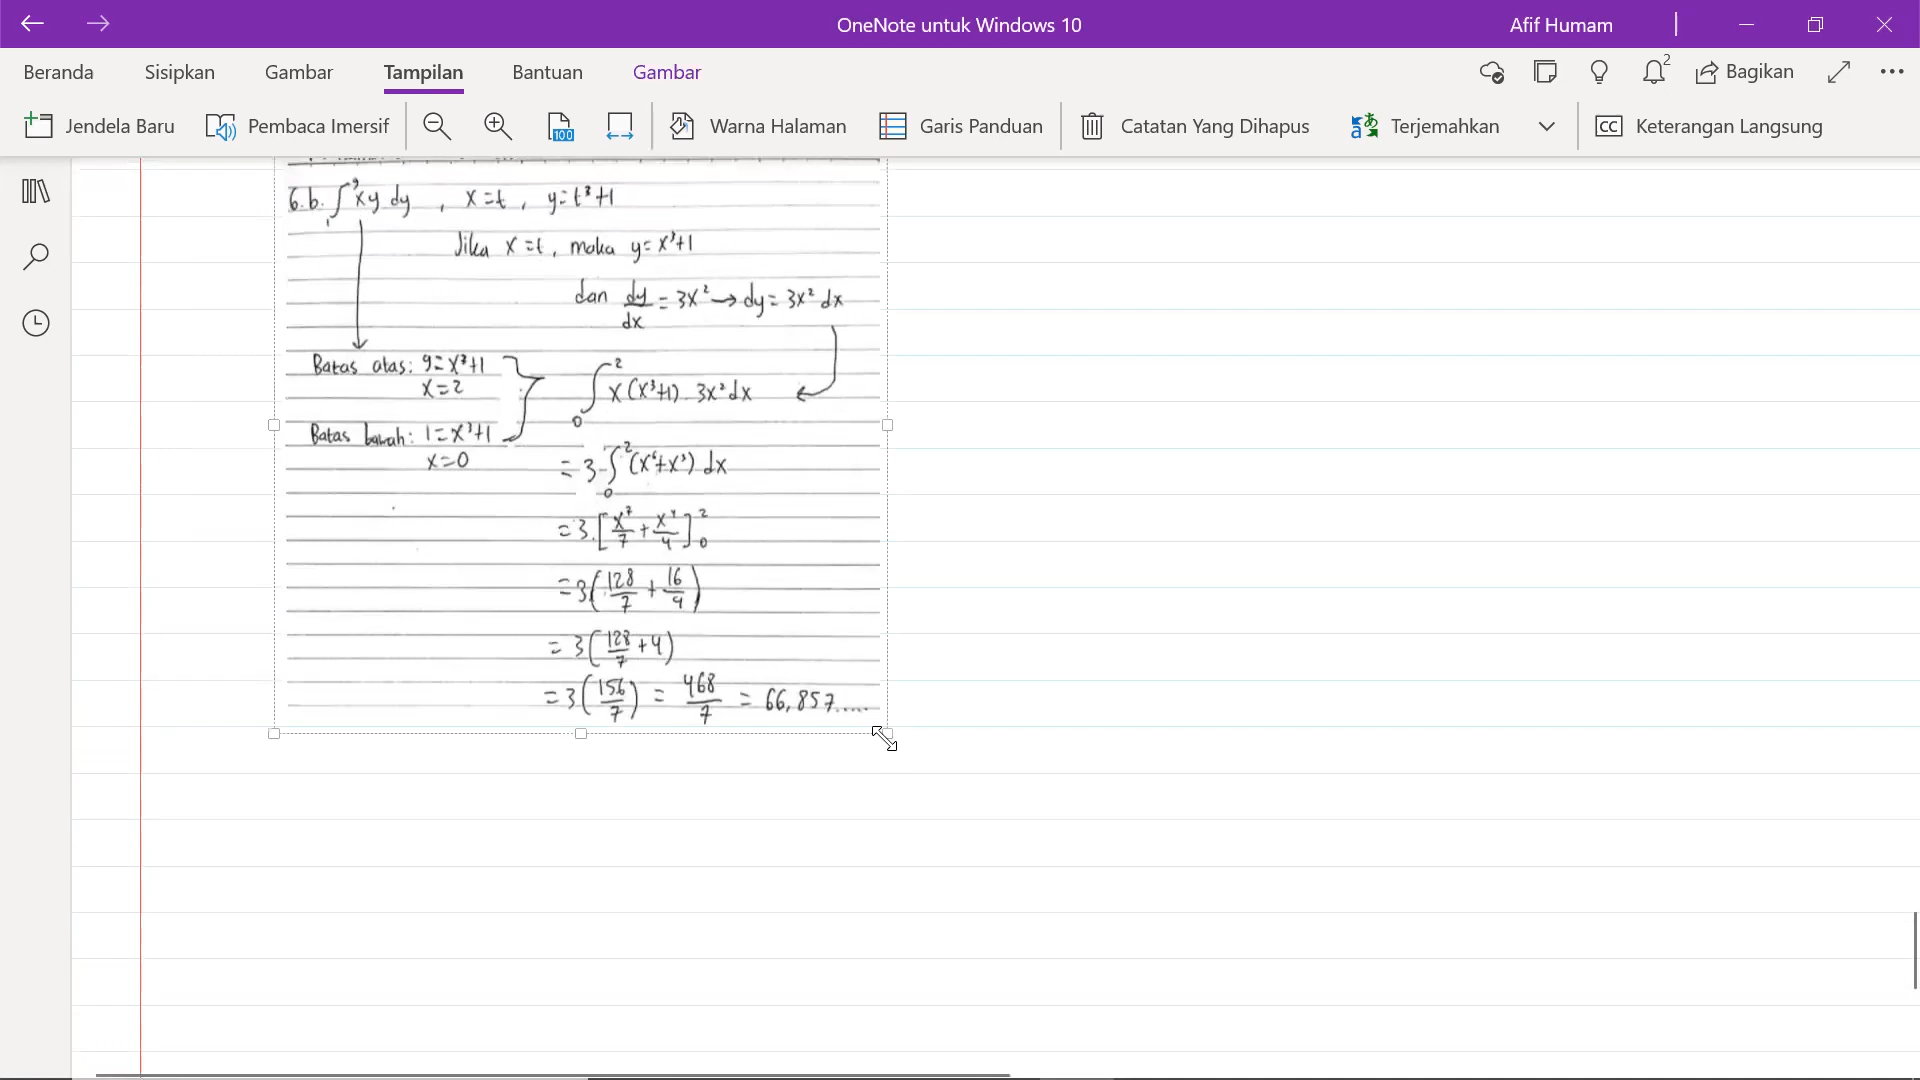 OneNote untuk Windows 10
Afif Humam
Beranda Sisipkan Gambar Tampilan Bantuan Gambar
2
Bagikan
Jendela Baru Pembaca Imersif 100 Warna Halaman Garis Panduan Catatan Yang Dihapus Terjemahkan CC Keterangan Langsung
6.b. ∫₁⁹ xy dy , x=t , y=t³+1
Jika x=t, maka y=x³+1
dan dy/dx = 3x² → dy = 3x² dx
Batas atas: 9=x³+1
x=2
∫₀² x(x³+1) . 3x² dx
Batas bawah: 1=x³+1
x=0
= 3 ∫₀² (x⁶+x³) dx
= 3 . [x⁷/7 + x⁴/4]₀²
= 3(128/7 + 16/4)
= 3(128/7 + 4)
= 3(156/7) = 468/7 = 66,857.....